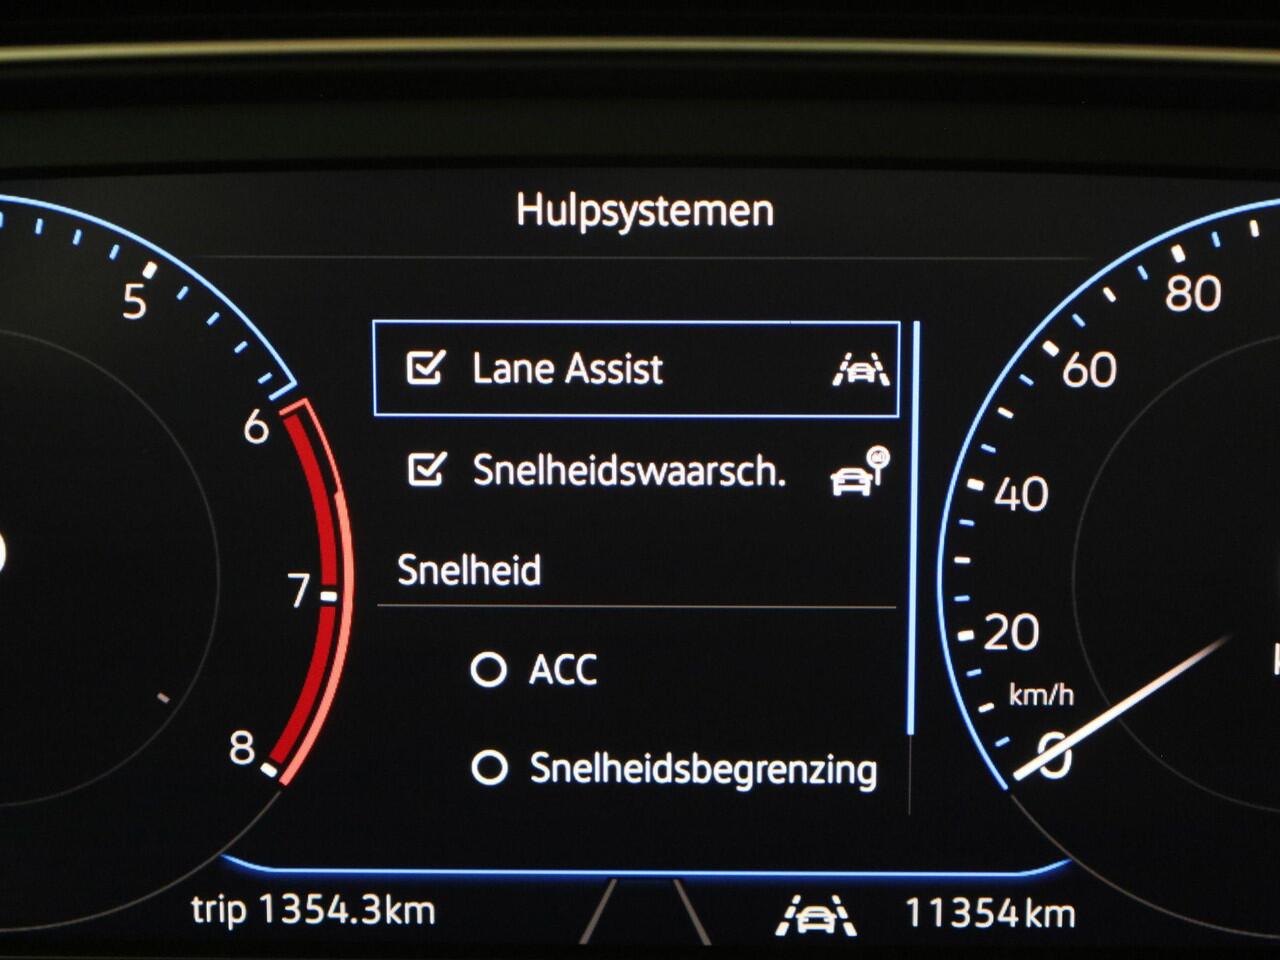 Hulpsystemen
Lane Assist
Snelheidswaarsch.
Snelheid
ACC
Snelheidsbegrenzing
5
6
7
8
80
60
40
20
km/h
0
trip 1354.3km
11354km